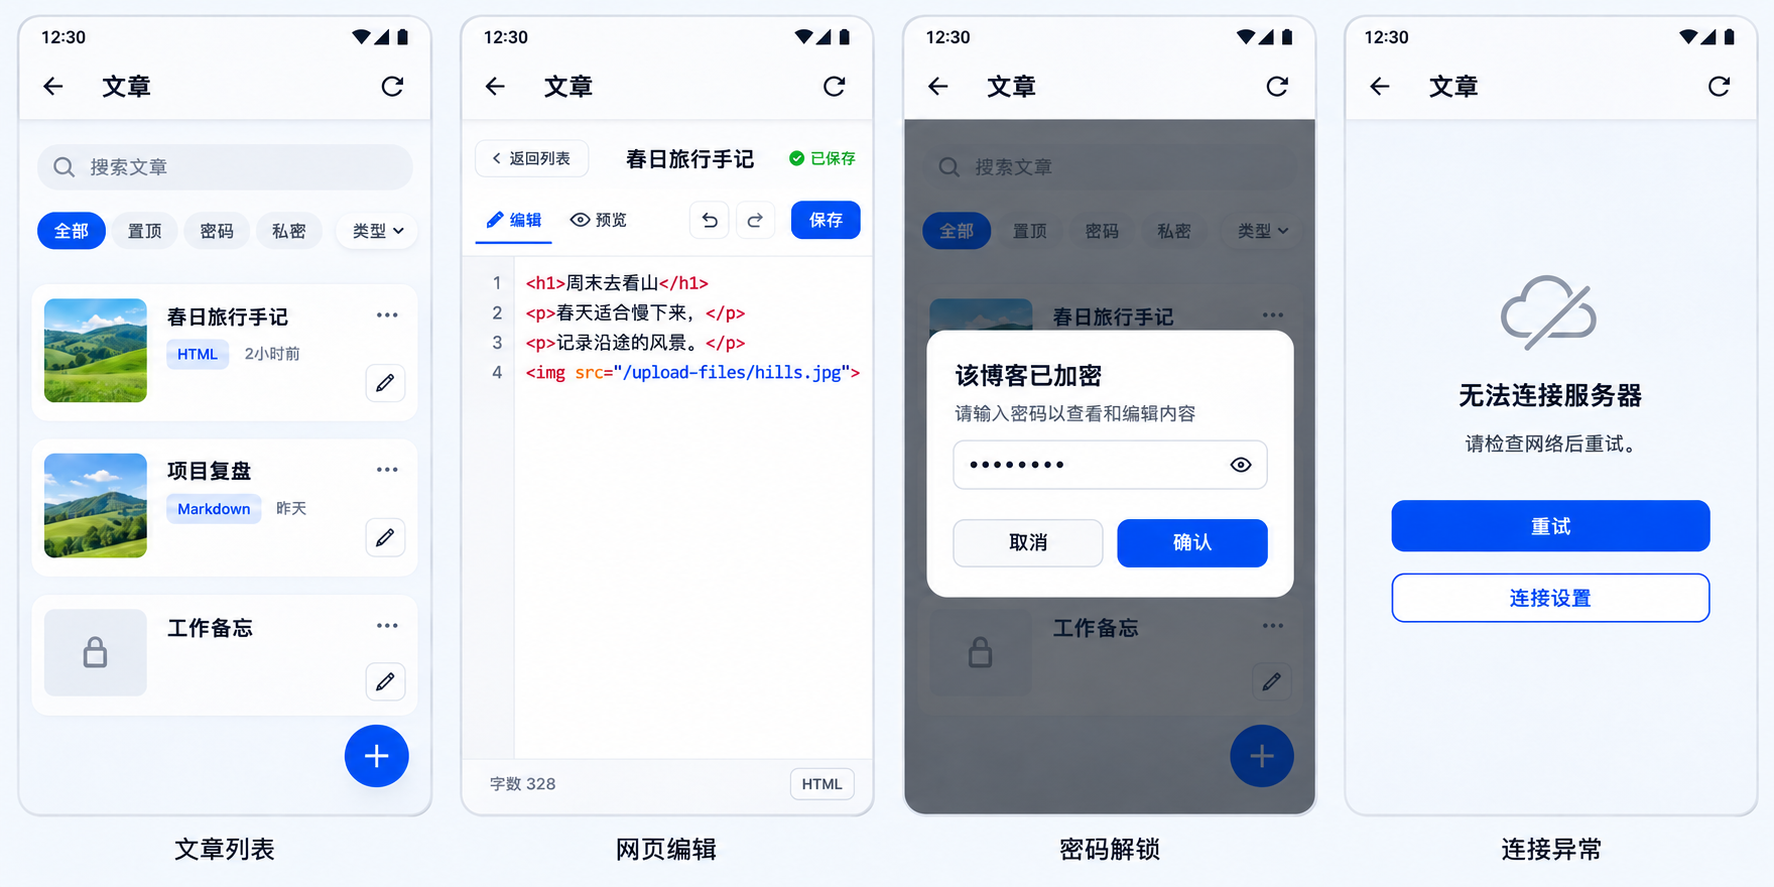 12:30
文章
搜索文章
全部 置顶 密码 私密 类型
春日旅行手记
HTML 2小时前
项目复盘
Markdown 昨天
工作备忘
文章列表
12:30
文章
返回列表 春日旅行手记 已保存
编辑 预览 保存
1 <h1>周末去看山</h1>
2 <p>春天适合慢下来，</p>
3 <p>记录沿途的风景。</p>
4 <img src="/upload-files/hills.jpg">
字数 328 HTML
网页编辑
12:30
文章
搜索文章
全部 置顶 密码 私密 类型
春日旅行手记
该博客已加密
请输入密码以查看和编辑内容
••••••••
取消 确认
工作备忘
密码解锁
12:30
文章
无法连接服务器
请检查网络后重试。
重试
连接设置
连接异常